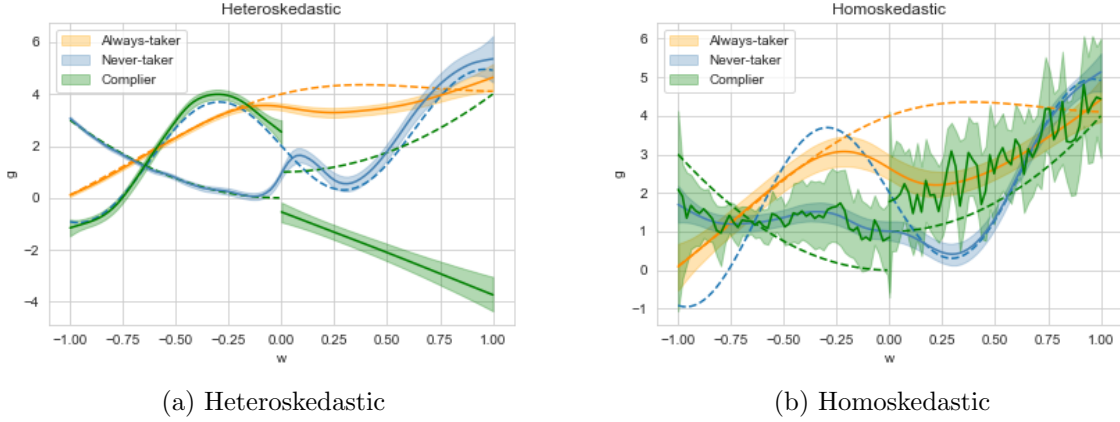 Heteroskedastic
Always-taker
Never-taker
Complier
6
4
2
0
−2
−4
g
−1.00 −0.75 −0.50 −0.25 0.00 0.25 0.50 0.75 1.00
w
(a) Heteroskedastic
Homoskedastic
Always-taker
Never-taker
Complier
6
5
4
3
2
1
0
−1
g
−1.00 −0.75 −0.50 −0.25 0.00 0.25 0.50 0.75 1.00
w
(b) Homoskedastic